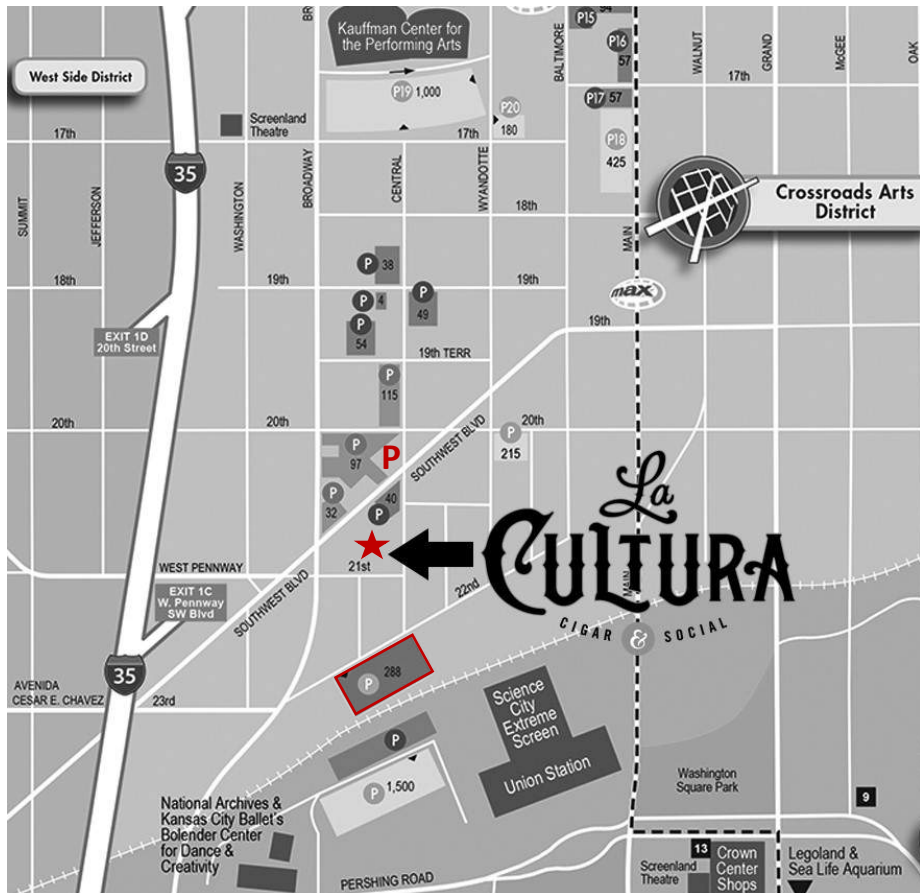 Kauffman Center for
the Performing Arts
West Side District
P15
P16
57
BALTIMORE
WALNUT
GRAND
McGEE
OAK
17th
P19 1,000
P17 57
P20
180
P18
425
Screenland
Theatre
17th
17th
35
SUMMIT
JEFFERSON
WASHINGTON
BROADWAY
CENTRAL
WYANDOTTE
MAIN
Crossroads Arts
District
18th
P 38
18th
19th
19th
max
P 4
P
49
P
54
19th
EXIT 1D
20th Street
19th TERR
P
115
20th
20th
20th
SOUTHWEST BLVD
P
97
P
P
215
P
32
40
P
La
CULTURA
CIGAR & SOCIAL
MAIN
21st
WEST PENNWAY
22nd
EXIT 1C
W. Pennway
SW Blvd
SOUTHWEST BLVD
35
P 288
AVENIDA
CESAR E. CHAVEZ
23rd
Science
City
Extreme
Screen
Union Station
P
P 1,500
Washington
Square Park
9
National Archives &
Kansas City Ballet's
Bolender Center
for Dance &
Creativity
13
Crown
Center
Shops
Screenland
Theatre
Legoland &
Sea Life Aquarium
PERSHING ROAD